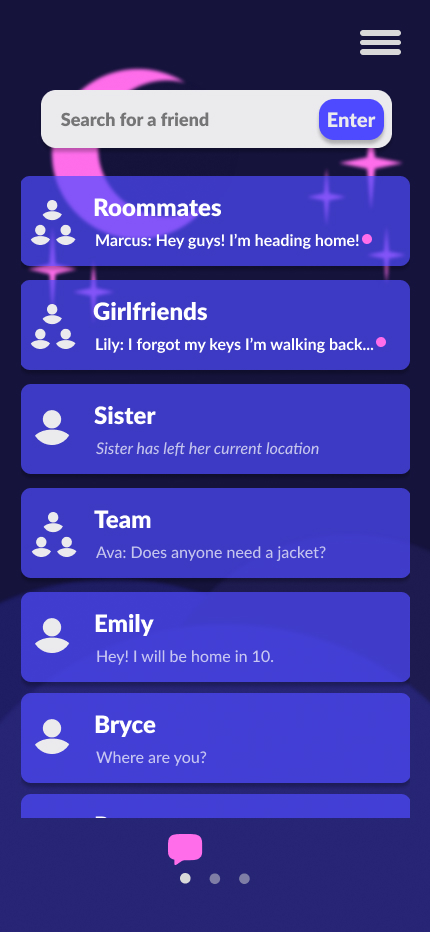 Search for a friend
Enter
Roommates
Marcus: Hey guys! I'm heading home!
Girlfriends
Lily: I forgot my keys I'm walking back...
Sister
Sister has left her current location
Team
Ava: Does anyone need a jacket?
Emily
Hey! I will be home in 10.
Bryce
Where are you?